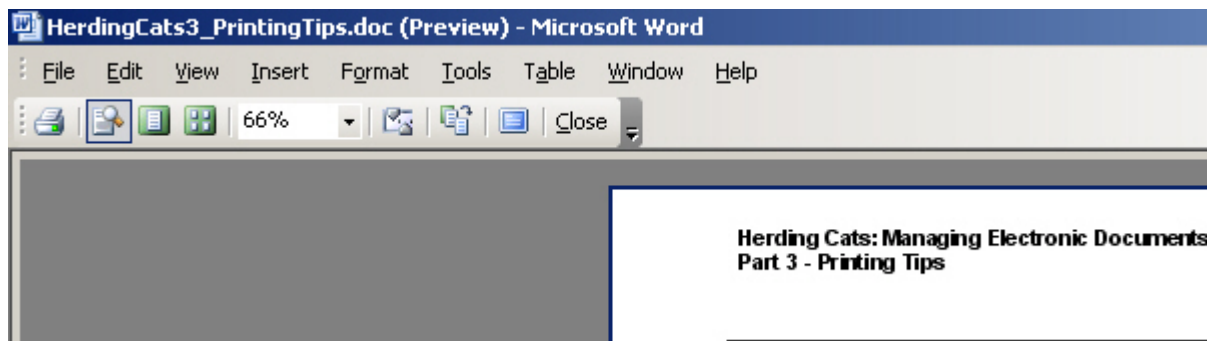 HerdingCats3_PrintingTips.doc (Preview) - Microsoft Word
File Edit View Insert Format Tools Table Window Help
66% Close
Herding Cats: Managing Electronic Documents
Part 3 - Printing Tips